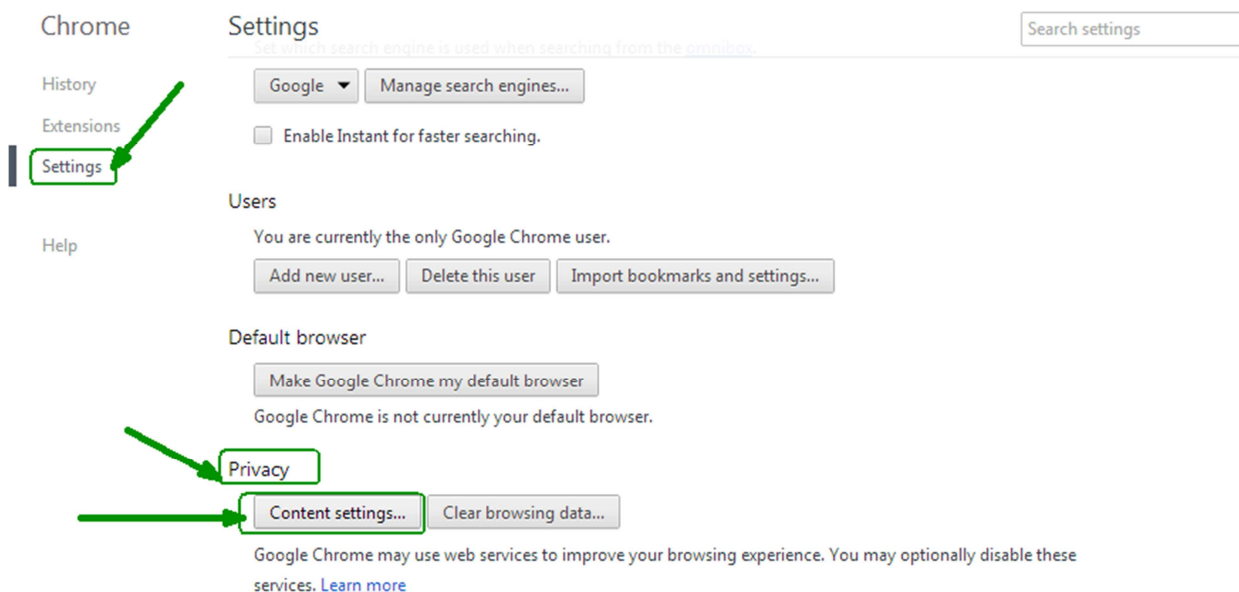 Chrome
History
Extensions
Settings
Help
Settings
Search settings
Set which search engine is used when searching from the omnibox.
Google
Manage search engines...
Enable Instant for faster searching.
Users
You are currently the only Google Chrome user.
Add new user...
Delete this user
Import bookmarks and settings...
Default browser
Make Google Chrome my default browser
Google Chrome is not currently your default browser.
Privacy
Content settings...
Clear browsing data...
Google Chrome may use web services to improve your browsing experience. You may optionally disable these
services. Learn more